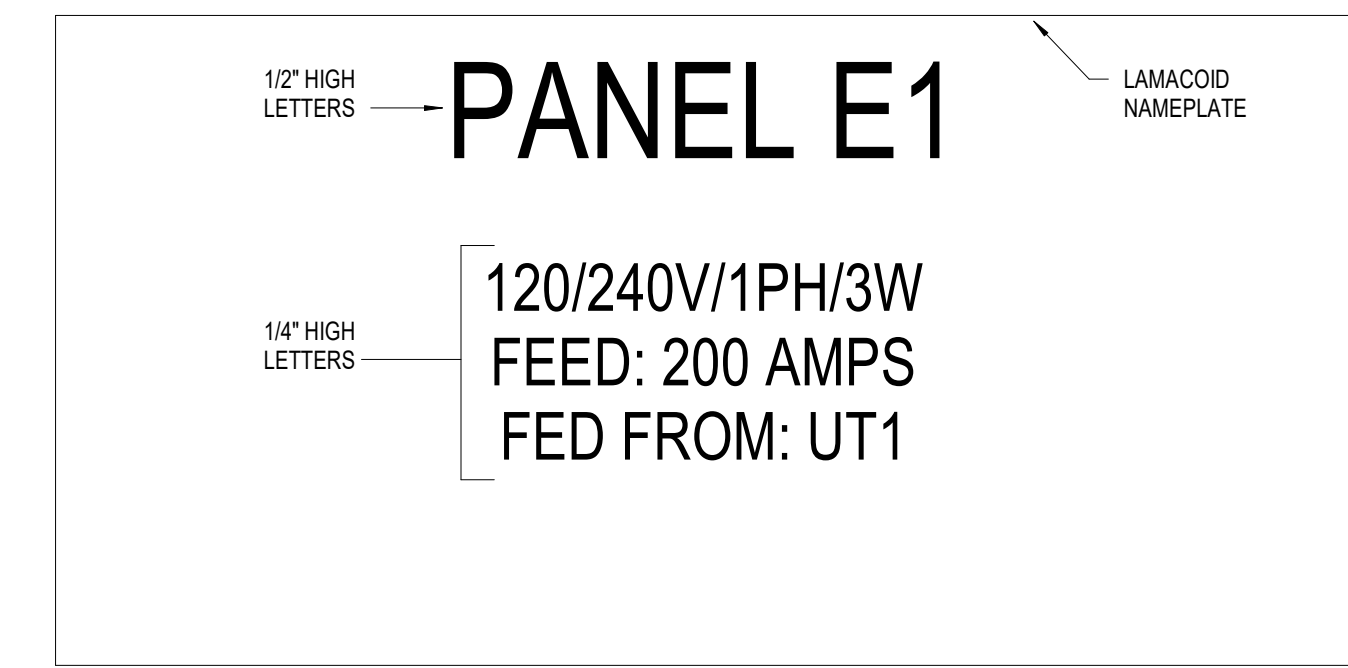 1/2" HIGH
LETTERS
PANEL E1
LAMACOID
NAMEPLATE
1/4" HIGH
LETTERS
120/240V/1PH/3W
FEED: 200 AMPS
FED FROM: UT1